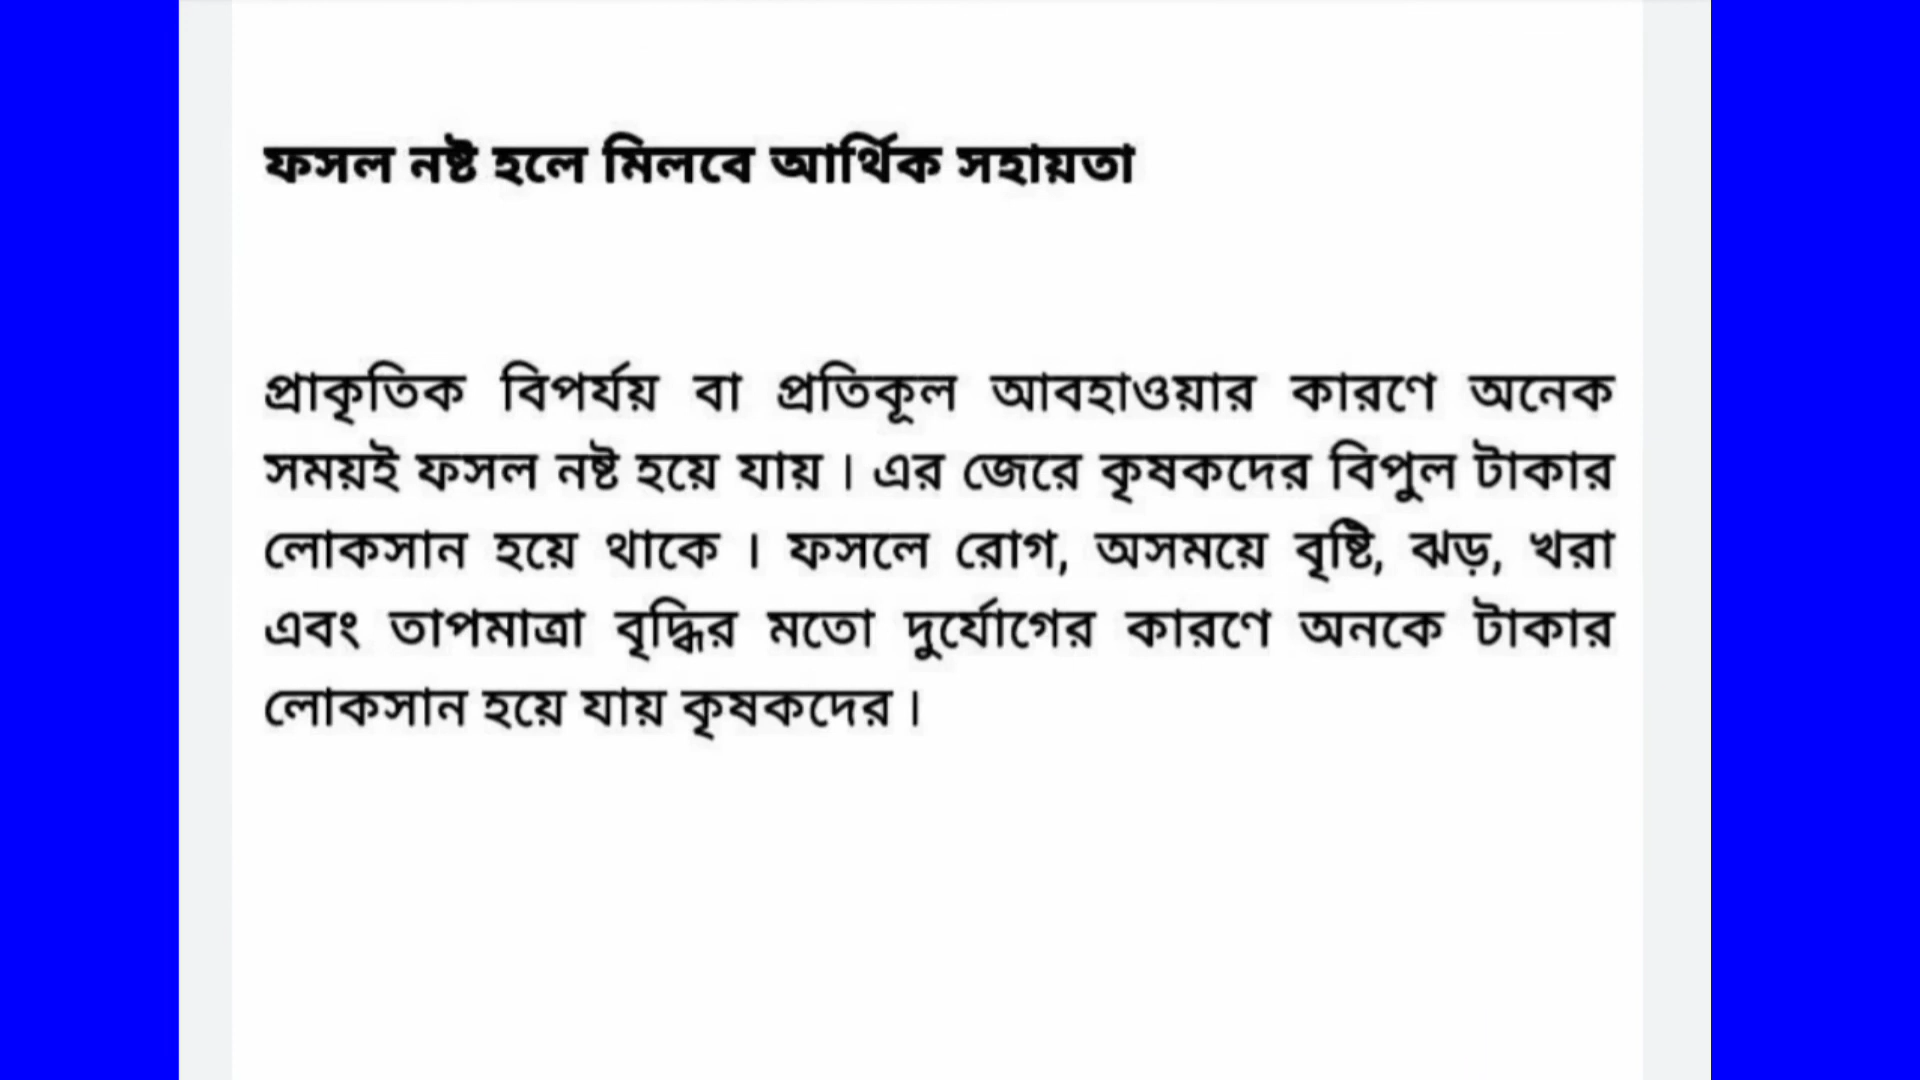 ফসল নষ্ট হলে মিলবে আর্থিক সহায়তা
প্রাকৃতিক বিপর্যয় বা প্রতিকূল আবহাওয়ার কারণে অনেক
সময়ই ফসল নষ্ট হয়ে যায় । এর জেরে কৃষকদের বিপুল টাকার
লোকসান হয়ে থাকে । ফসলে রোগ, অসময়ে বৃষ্টি, ঝড়, খরা
এবং তাপমাত্রা বৃদ্ধির মতো দুর্যোগের কারণে অনকে টাকার
লোকসান হয়ে যায় কৃষকদের ।